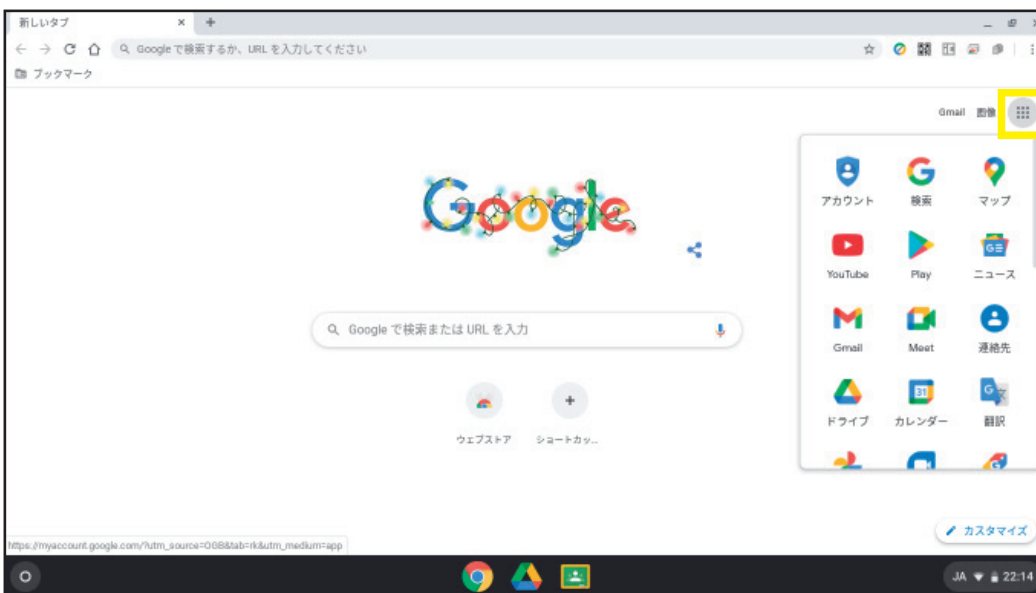 新しいタブ
Google で検索するか、URL を入力してください
ブックマーク
Gmail 画像
Google
アカウント 検索 マップ
YouTube Play ニュース
Google で検索または URL を入力
Gmail Meet 連絡先
31
ドライブ カレンダー 翻訳
ウェブストア ショートカッ...
カスタマイズ
https://myaccount.google.com/?utm_source=OGB&tab=rk&utm_medium=app
JA 22:14